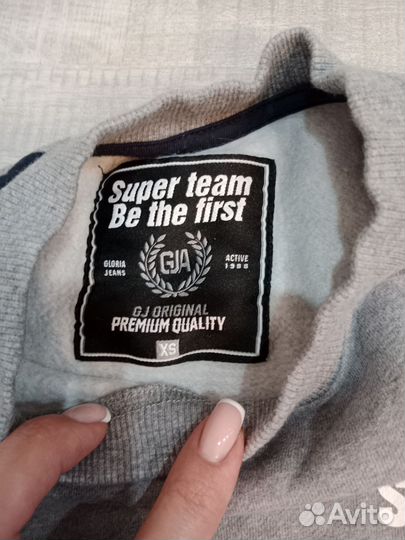 Super team
Be the first
GLORIA
JEANS
GJA
ACTIVE
1988
GJ ORIGINAL
PREMIUM QUALITY
XS
S
Avito